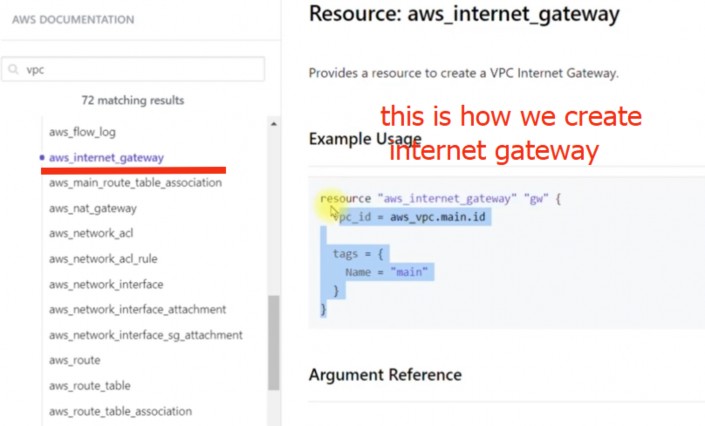 AWS DOCUMENTATION
vpc
72 matching results
aws_flow_log
aws_internet_gateway
aws_main_route_table_association
aws_nat_gateway
aws_network_acl
aws_network_acl_rule
aws_network_interface
aws_network_interface_attachment
aws_network_interface_sg_attachment
aws_route
aws_route_table
aws_route_table_association
Resource: aws_internet_gateway
Provides a resource to create a VPC Internet Gateway.
this is how we create
internet gateway
Example Usage
resource "aws_internet_gateway" "gw" {
vpc_id = aws_vpc.main.id
tags = {
Name = "main"
}
}
Argument Reference